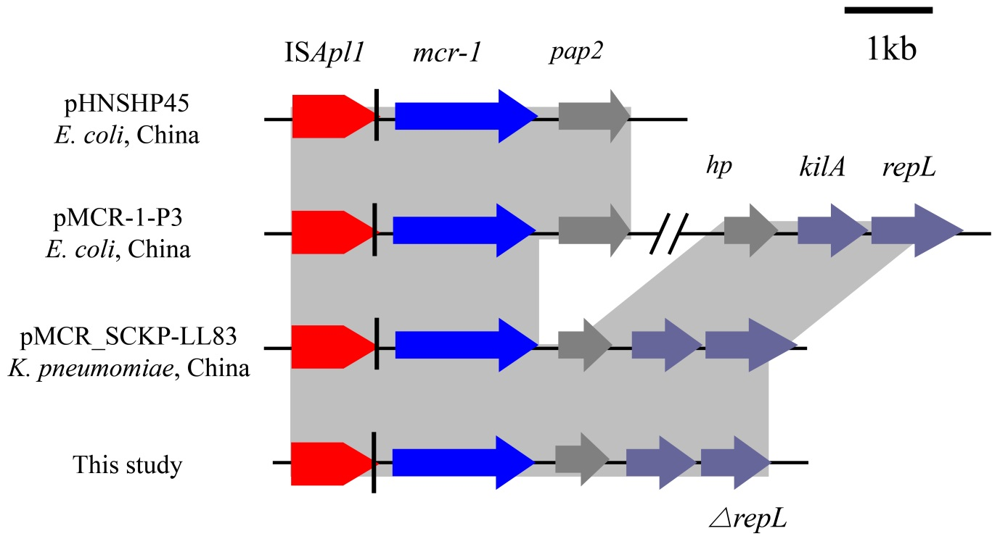 ISApl1 mcr-1 pap2 1kb
pHNSHP45
E. coli, China
hp kilA repL
pMCR-1-P3
E. coli, China
pMCR_SCKP-LL83
K. pneumomiae, China
This study
△repL